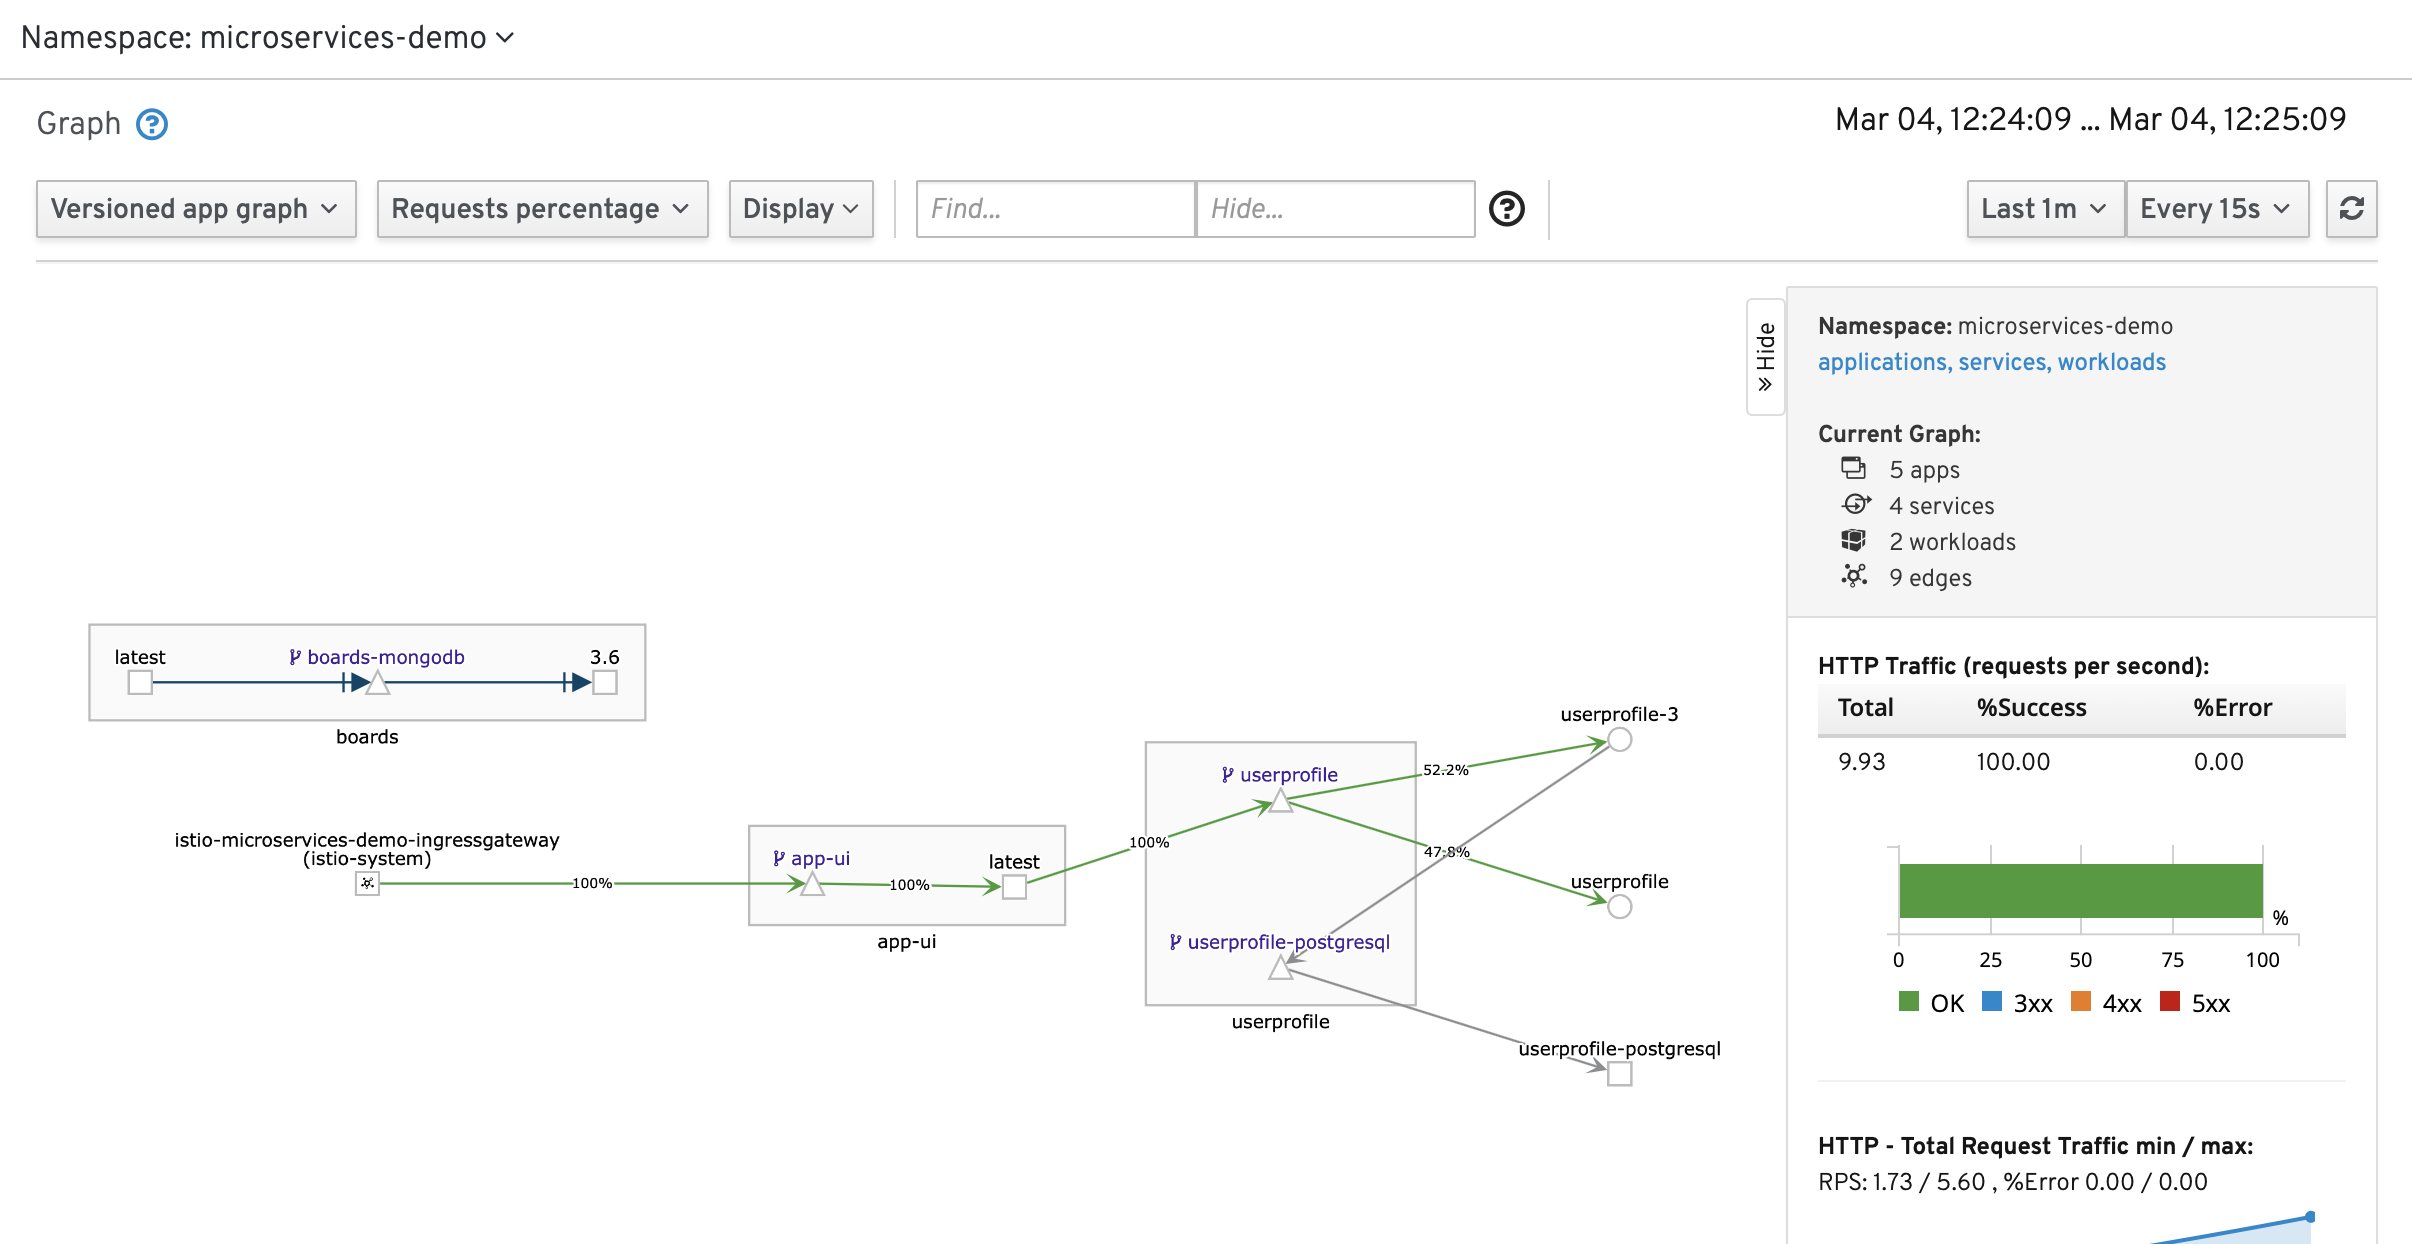 Namespace: microservices-demo
Graph
Mar 04, 12:24:09 ... Mar 04, 12:25:09
Versioned app graph
Requests percentage
Display
Find...
Hide...
Last 1m
Every 15s
Hide
Namespace: microservices-demo
applications, services, workloads
Current Graph:
5 apps
4 services
2 workloads
9 edges
HTTP Traffic (requests per second):
Total %Success %Error
9.93 100.00 0.00
%
0 25 50 75 100
OK 3xx 4xx 5xx
HTTP - Total Request Traffic min / max:
RPS: 1.73 / 5.60 , %Error 0.00 / 0.00
latest
boards-mongodb
3.6
boards
istio-microservices-demo-ingressgateway
(istio-system)
100%
app-ui
100%
latest
app-ui
100%
userprofile
52.2%
userprofile-3
47.8%
userprofile
userprofile-postgresql
userprofile
userprofile-postgresql